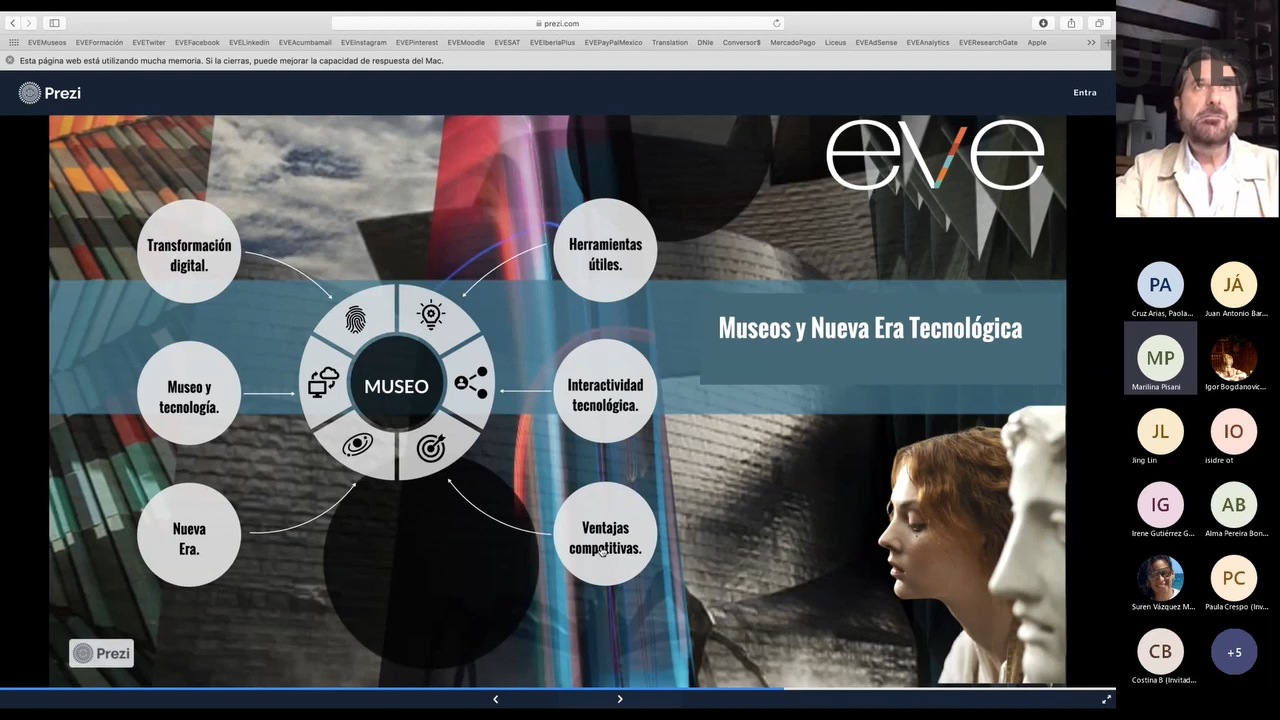 prezi.com
EVEMuseos EVEFormación EVETwiter EVEFacebook EVELinkedin EVEAcumbamail EVEInstagram EVEPinterest EVEMoodle EVESAT EVEIberiaPlus EVEPayPalMexico Translation DNIe Conversor$ MercadoPago Liceus EVEAdSense EVEAnalytics EVEResearchGate Apple
Esta página web está utilizando mucha memoria. Si la cierras, puede mejorar la capacidad de respuesta del Mac.
Prezi
Entra
eve
Transformación
digital.
Herramientas
útiles.
Museos y Nueva Era Tecnológica
Museo y
tecnología.
MUSEO
Interactividad
tecnológica.
Nueva
Era.
Ventajas
competitivas.
Prezi
PA
JÁ
Cruz Arias, Paola...
Juan Antonio Bar...
MP
Marilina Pisani
Igor Bogdanovic...
JL
IO
Jing Lin
isidre ot
IG
AB
Irene Gutiérrez G...
Alma Pereira Bon...
PC
Suren Vázquez M...
Paula Crespo (Inv...
CB
+5
Costina B (Invitad...